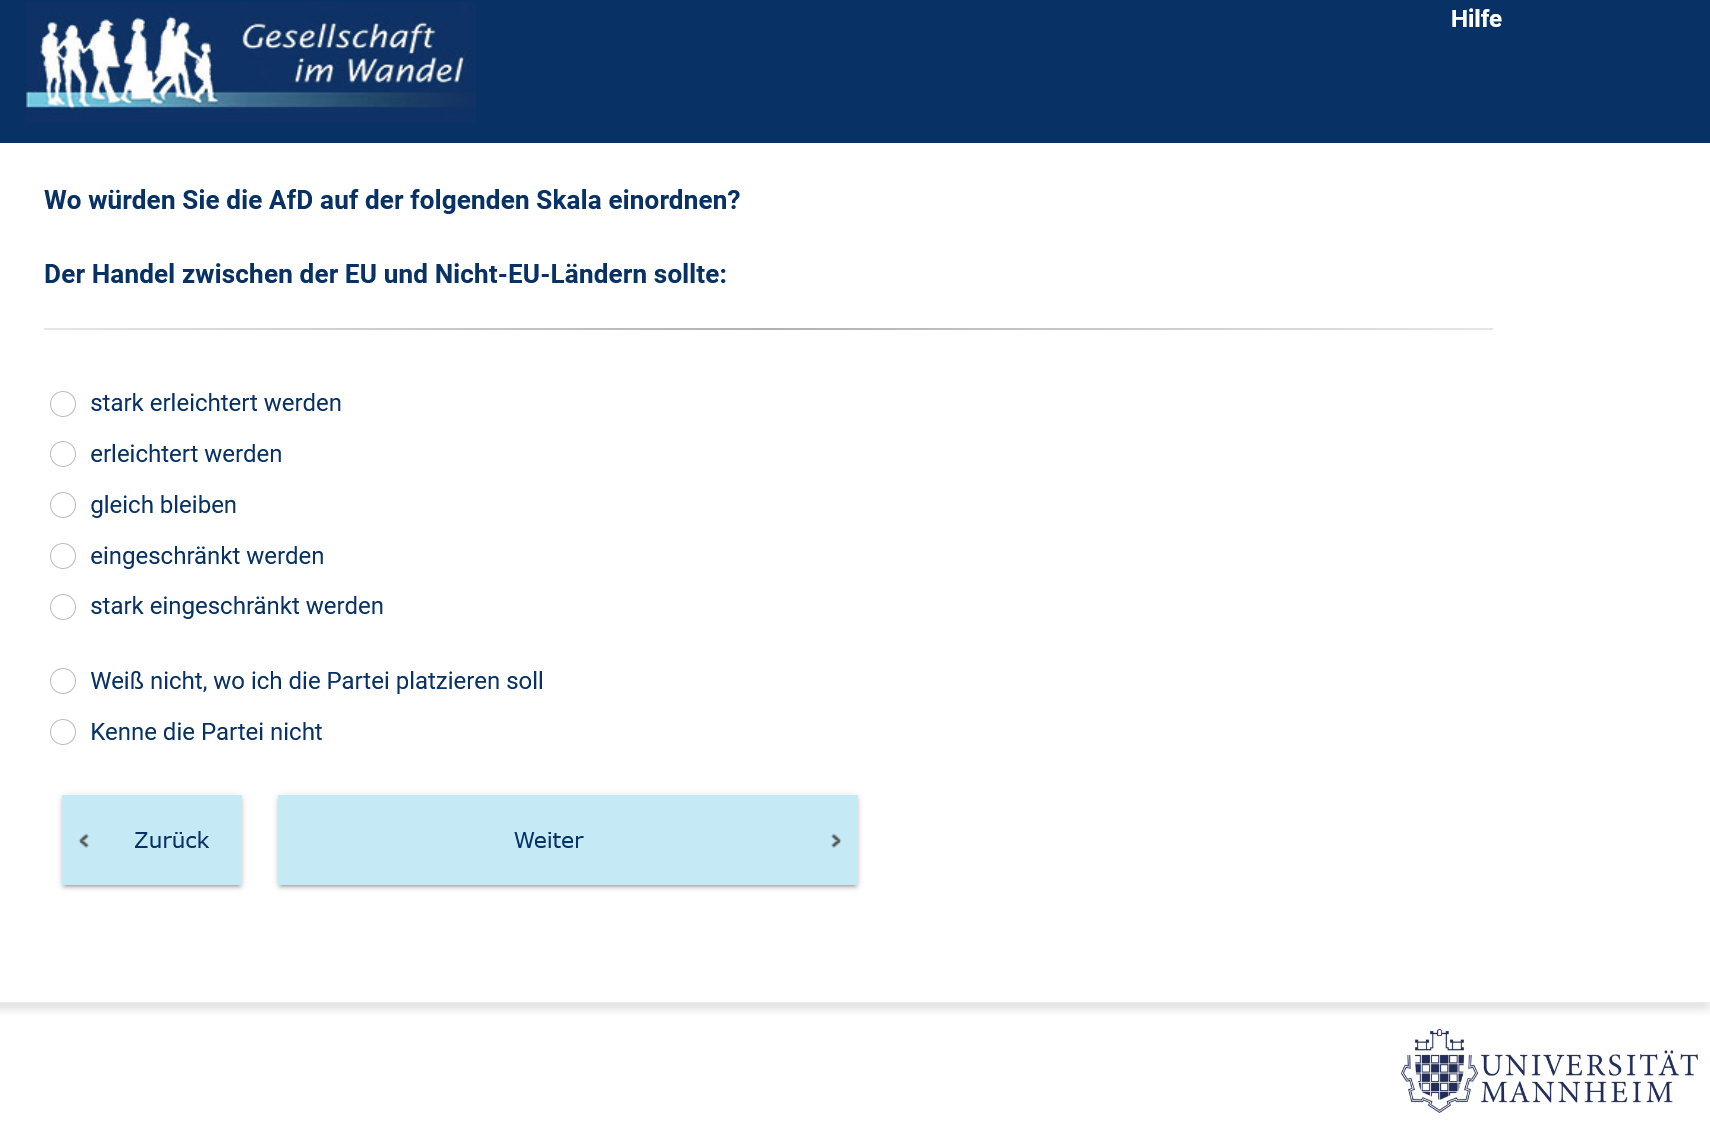 Gesellschaft
im Wandel
Hilfe
Wo würden Sie die AfD auf der folgenden Skala einordnen?
Der Handel zwischen der EU und Nicht-EU-Ländern sollte:
stark erleichtert werden
erleichtert werden
gleich bleiben
eingeschränkt werden
stark eingeschränkt werden
Weiß nicht, wo ich die Partei platzieren soll
Kenne die Partei nicht
Zurück
Weiter
UNIVERSITÄT
MANNHEIM